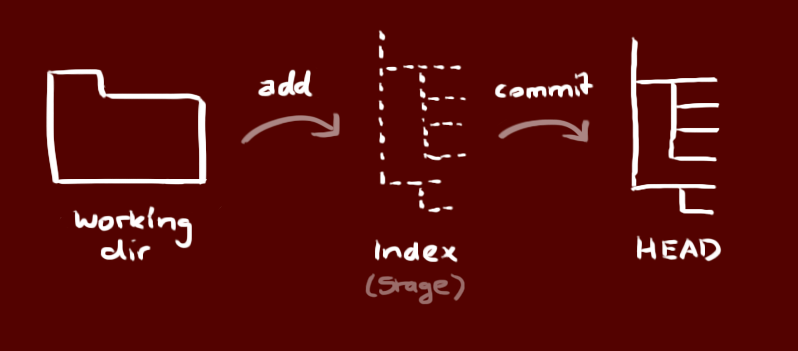 add
commit
working
dir
Index
(Stage)
HEAD